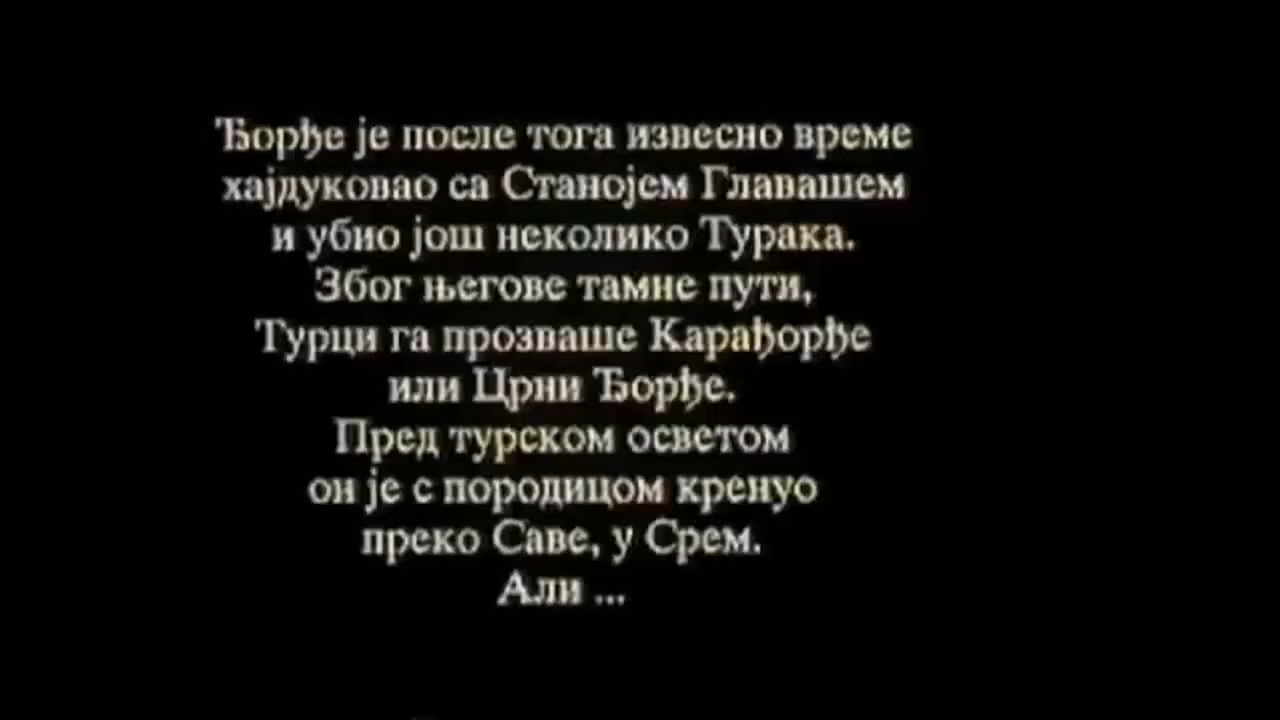 Ђорђе је после тога извесно време
хајдуковао са Станојем Главашем
и убио још неколико Турака.
Због његове тамне пути,
Турци га прозваше Карађорђе
или Црни Ђорђе.
Пред турском осветом
он је с породицом кренуо
преко Саве, у Срем.
Али ...